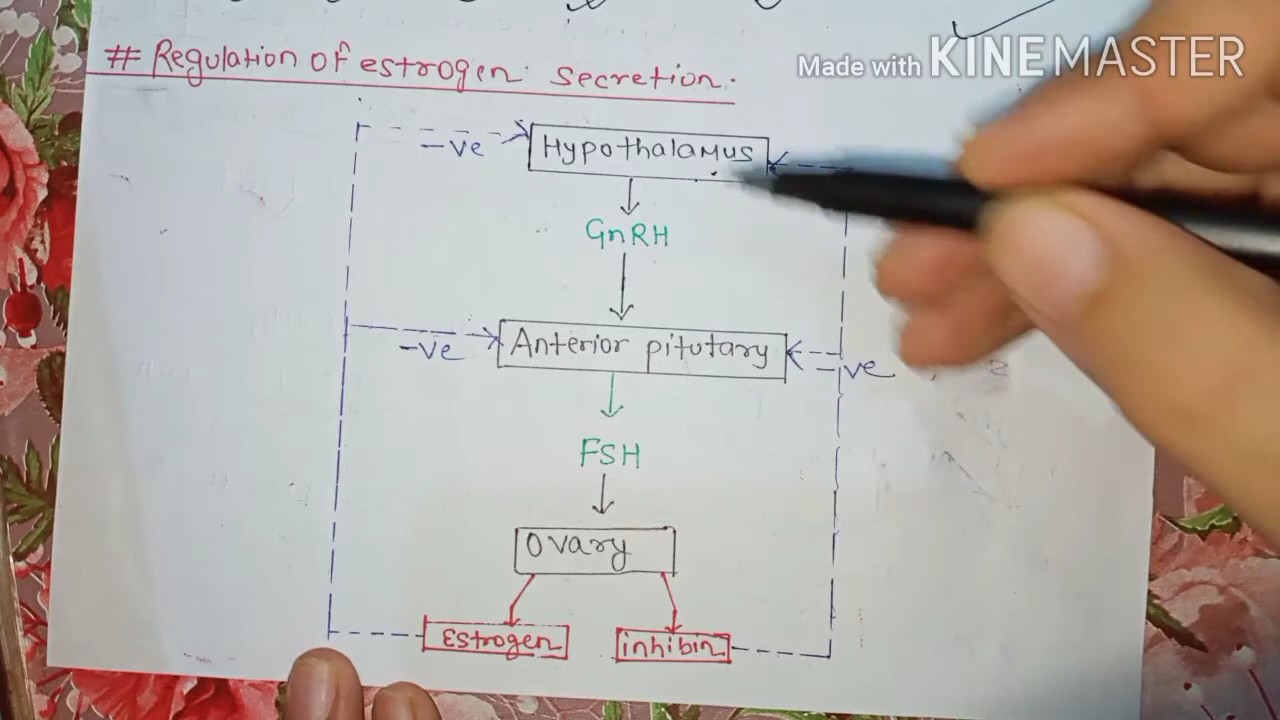 Made with KINEMASTER
# Regulation of estrogen secretion.
-ve
Hypothalamus
GnRH
-ve
Anterior pitutary
-ve
FSH
Ovary
Estrogen
inhibin